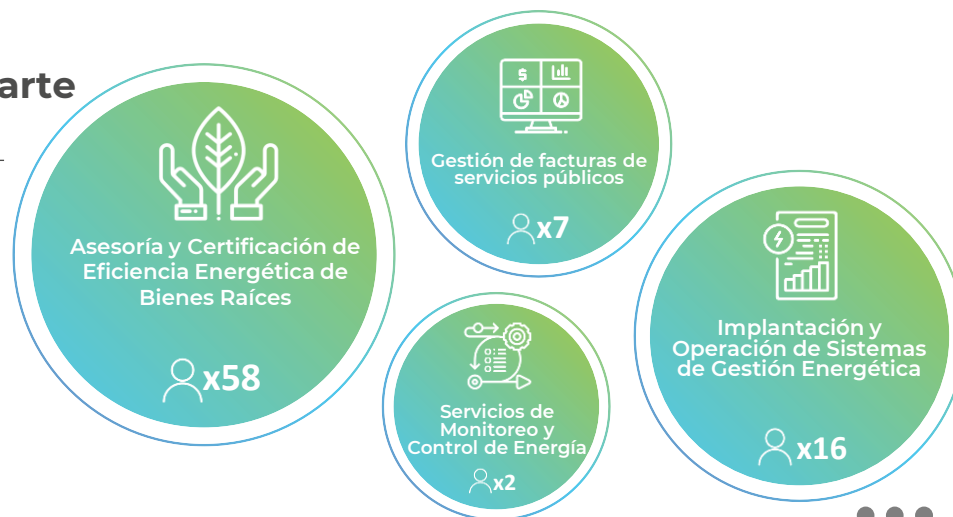 arte
Asesoría y Certificación de
Eficiencia Energética de
Bienes Raíces
x58
$
Gestión de facturas de
servicios públicos
x7
Servicios de
Monitoreo y
Control de Energía
x2
Implantación y
Operación de Sistemas
de Gestión Energética
x16